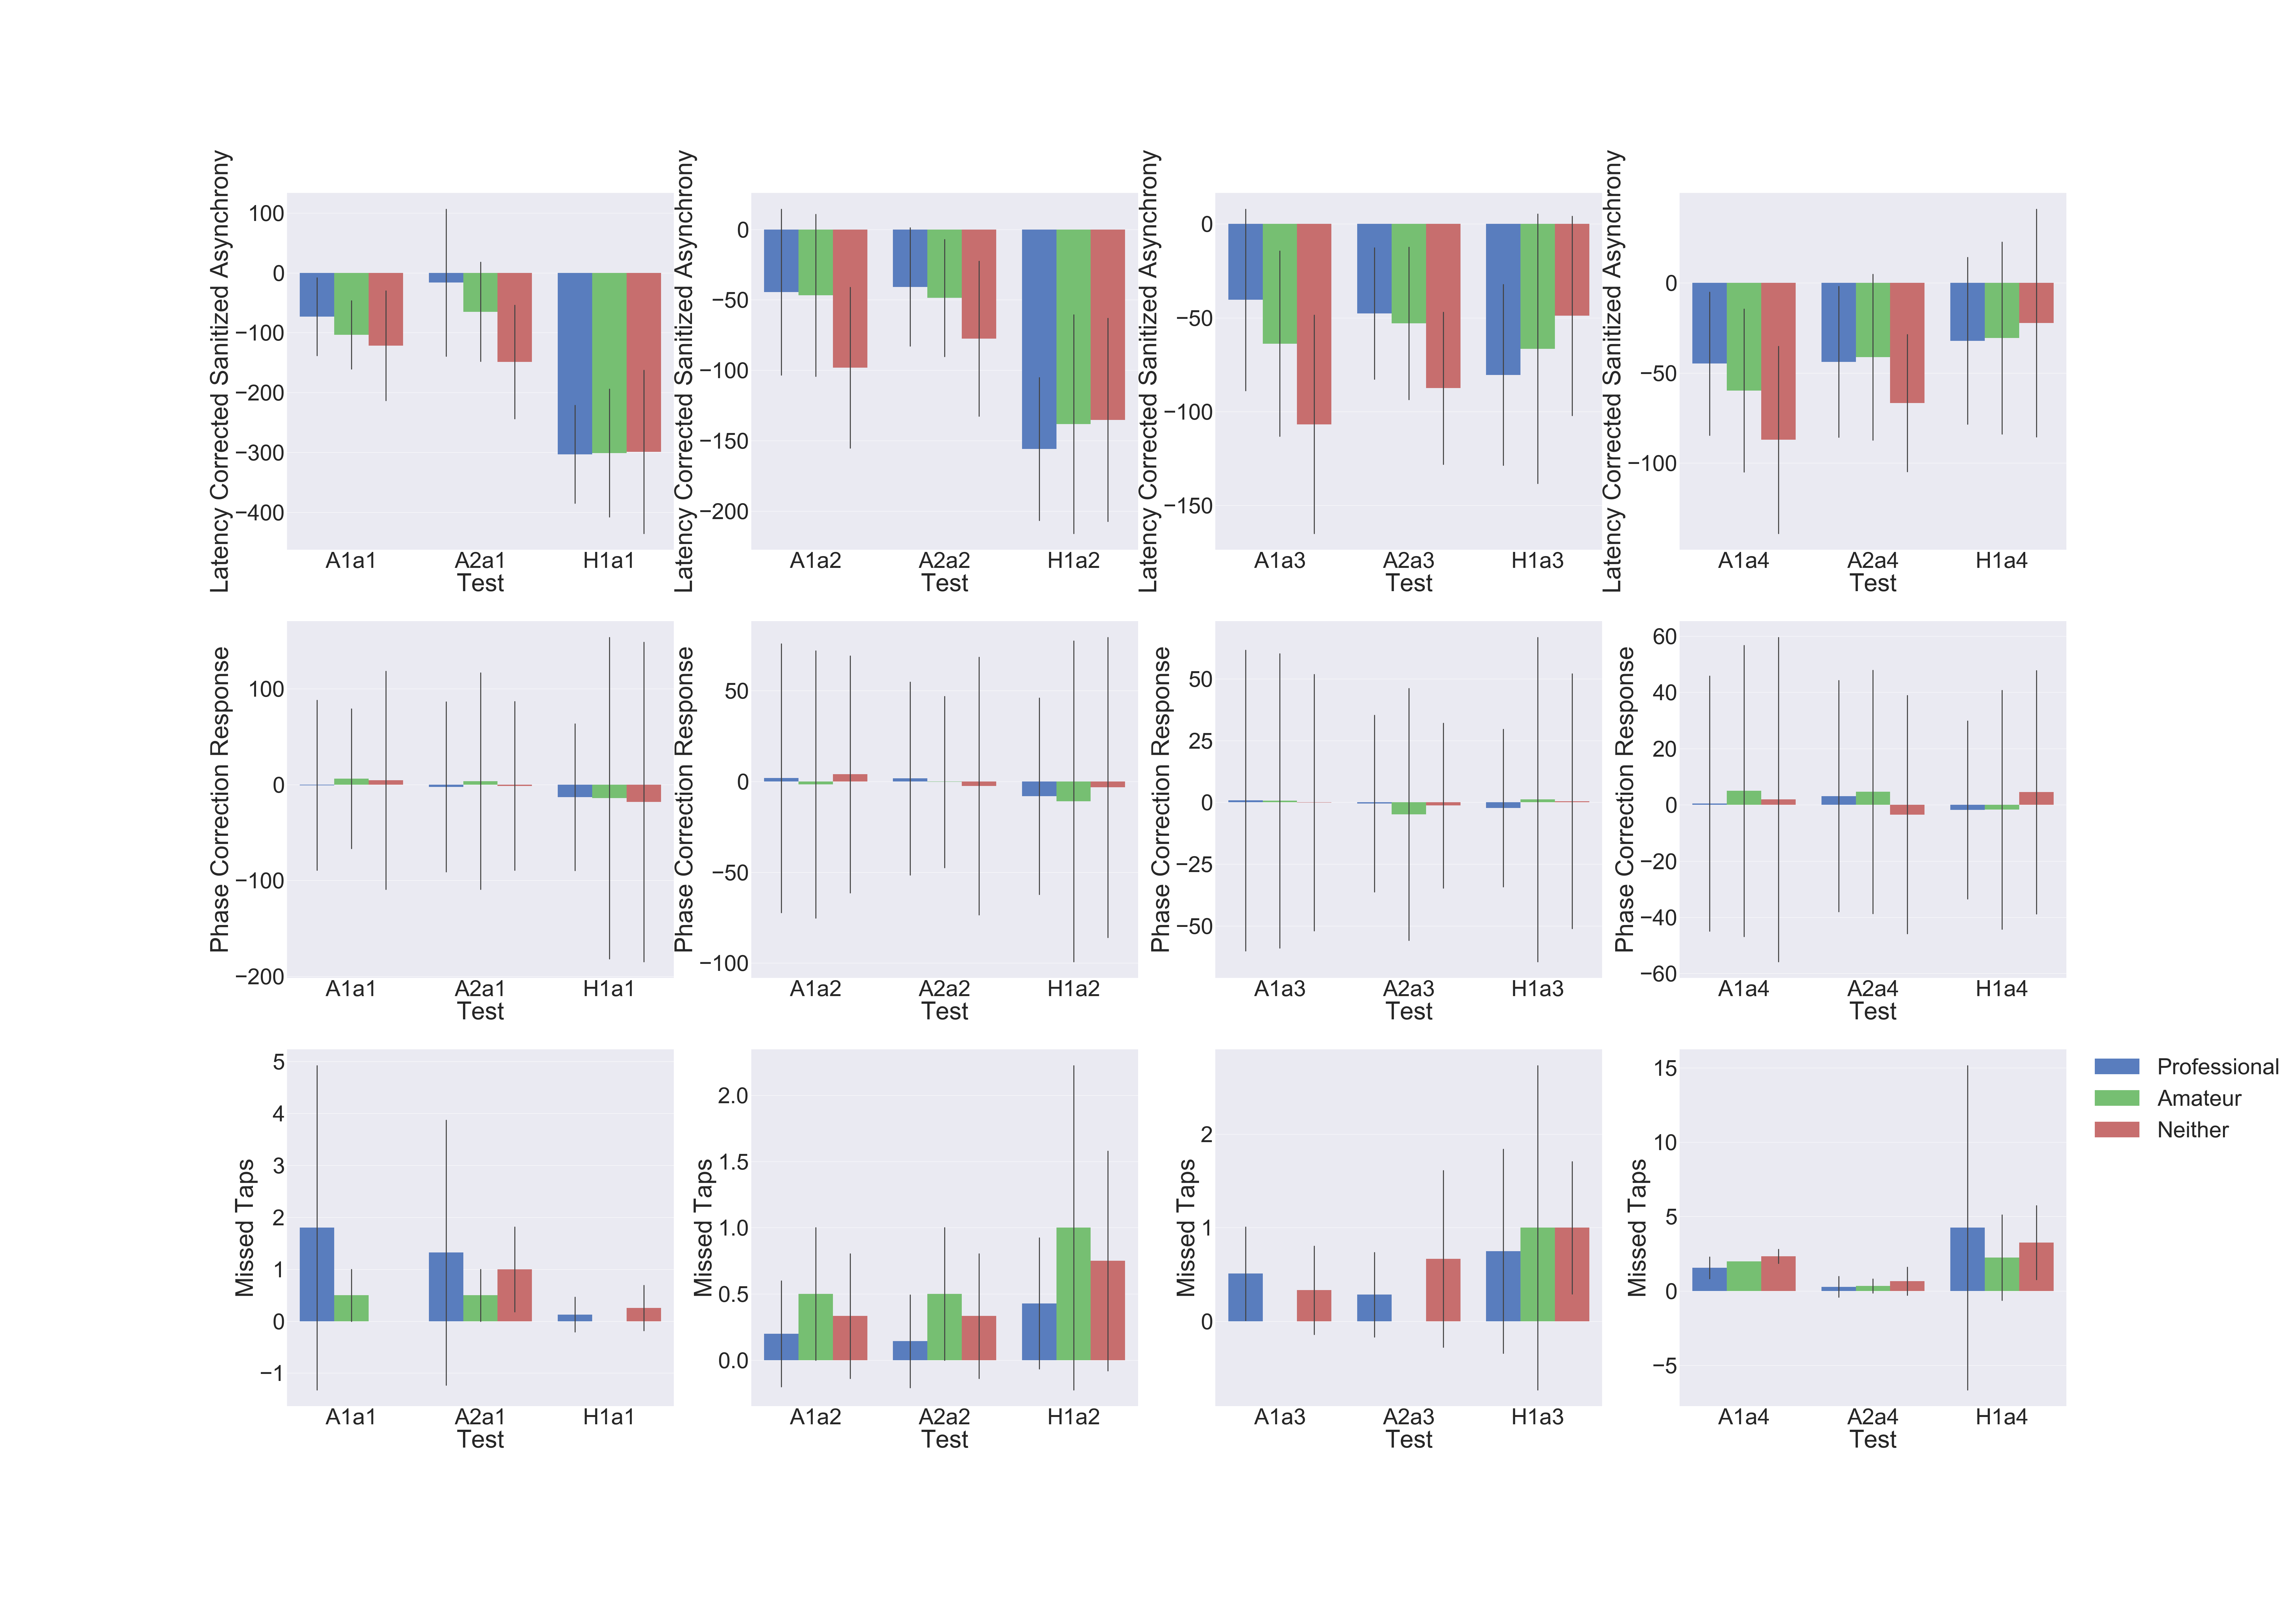 Latency Corrected Sanitized Asynchrony
100
0
−100
−200
−300
−400
A1a1 A2a1 H1a1
Test
Latency Corrected Sanitized Asynchrony
0
−50
−100
−150
−200
A1a2 A2a2 H1a2
Test
Latency Corrected Sanitized Asynchrony
0
−50
−100
−150
A1a3 A2a3 H1a3
Test
Latency Corrected Sanitized Asynchrony
0
−50
−100
A1a4 A2a4 H1a4
Test
Phase Correction Response
100
0
−100
−200
A1a1 A2a1 H1a1
Test
Phase Correction Response
50
0
−50
−100
A1a2 A2a2 H1a2
Test
Phase Correction Response
50
25
0
−25
−50
A1a3 A2a3 H1a3
Test
Phase Correction Response
60
40
20
0
−20
−40
−60
A1a4 A2a4 H1a4
Test
Missed Taps
5
4
3
2
1
0
−1
A1a1 A2a1 H1a1
Test
Missed Taps
2.0
1.5
1.0
0.5
0.0
A1a2 A2a2 H1a2
Test
Missed Taps
2
1
0
A1a3 A2a3 H1a3
Test
Missed Taps
15
10
5
0
−5
A1a4 A2a4 H1a4
Test
Professional
Amateur
Neither